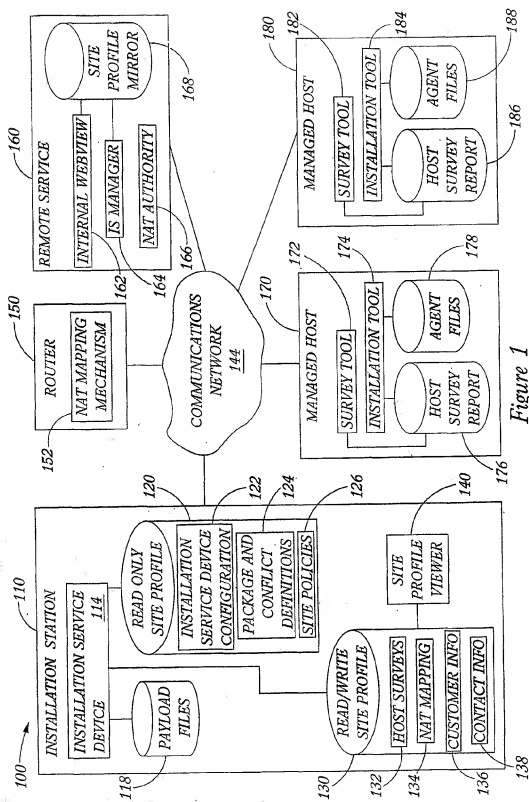 100
110
INSTALLATION STATION
INSTALLATION SERVICE
DEVICE 114
PAYLOAD
FILES
118
READ ONLY
SITE PROFILE
120
INSTALLATION
SERVICE DEVICE
CONFIGURATION
122
PACKAGE AND
CONFLICT
DEFINITIONS
124
SITE POLICIES
126
READ/WRITE
SITE PROFILE
130
HOST SURVEYS
132
NAT MAPPING
134
CUSTOMER INFO
136
CONTACT INFO
138
SITE
PROFILE
VIEWER
140
COMMUNICATIONS
NETWORK
144
150
ROUTER
NAT MAPPING
MECHANISM
152
160
REMOTE SERVICE
INTERNAL WEBVIEW
162
IS MANAGER
164
NAT AUTHORITY
166
SITE
PROFILE
MIRROR
168
170
MANAGED HOST
172
SURVEY TOOL
174
INSTALLATION TOOL
HOST
SURVEY
REPORT
176
AGENT
FILES
178
180
MANAGED HOST
182
SURVEY TOOL
184
INSTALLATION TOOL
HOST
SURVEY
REPORT
186
AGENT
FILES
188
Figure 1